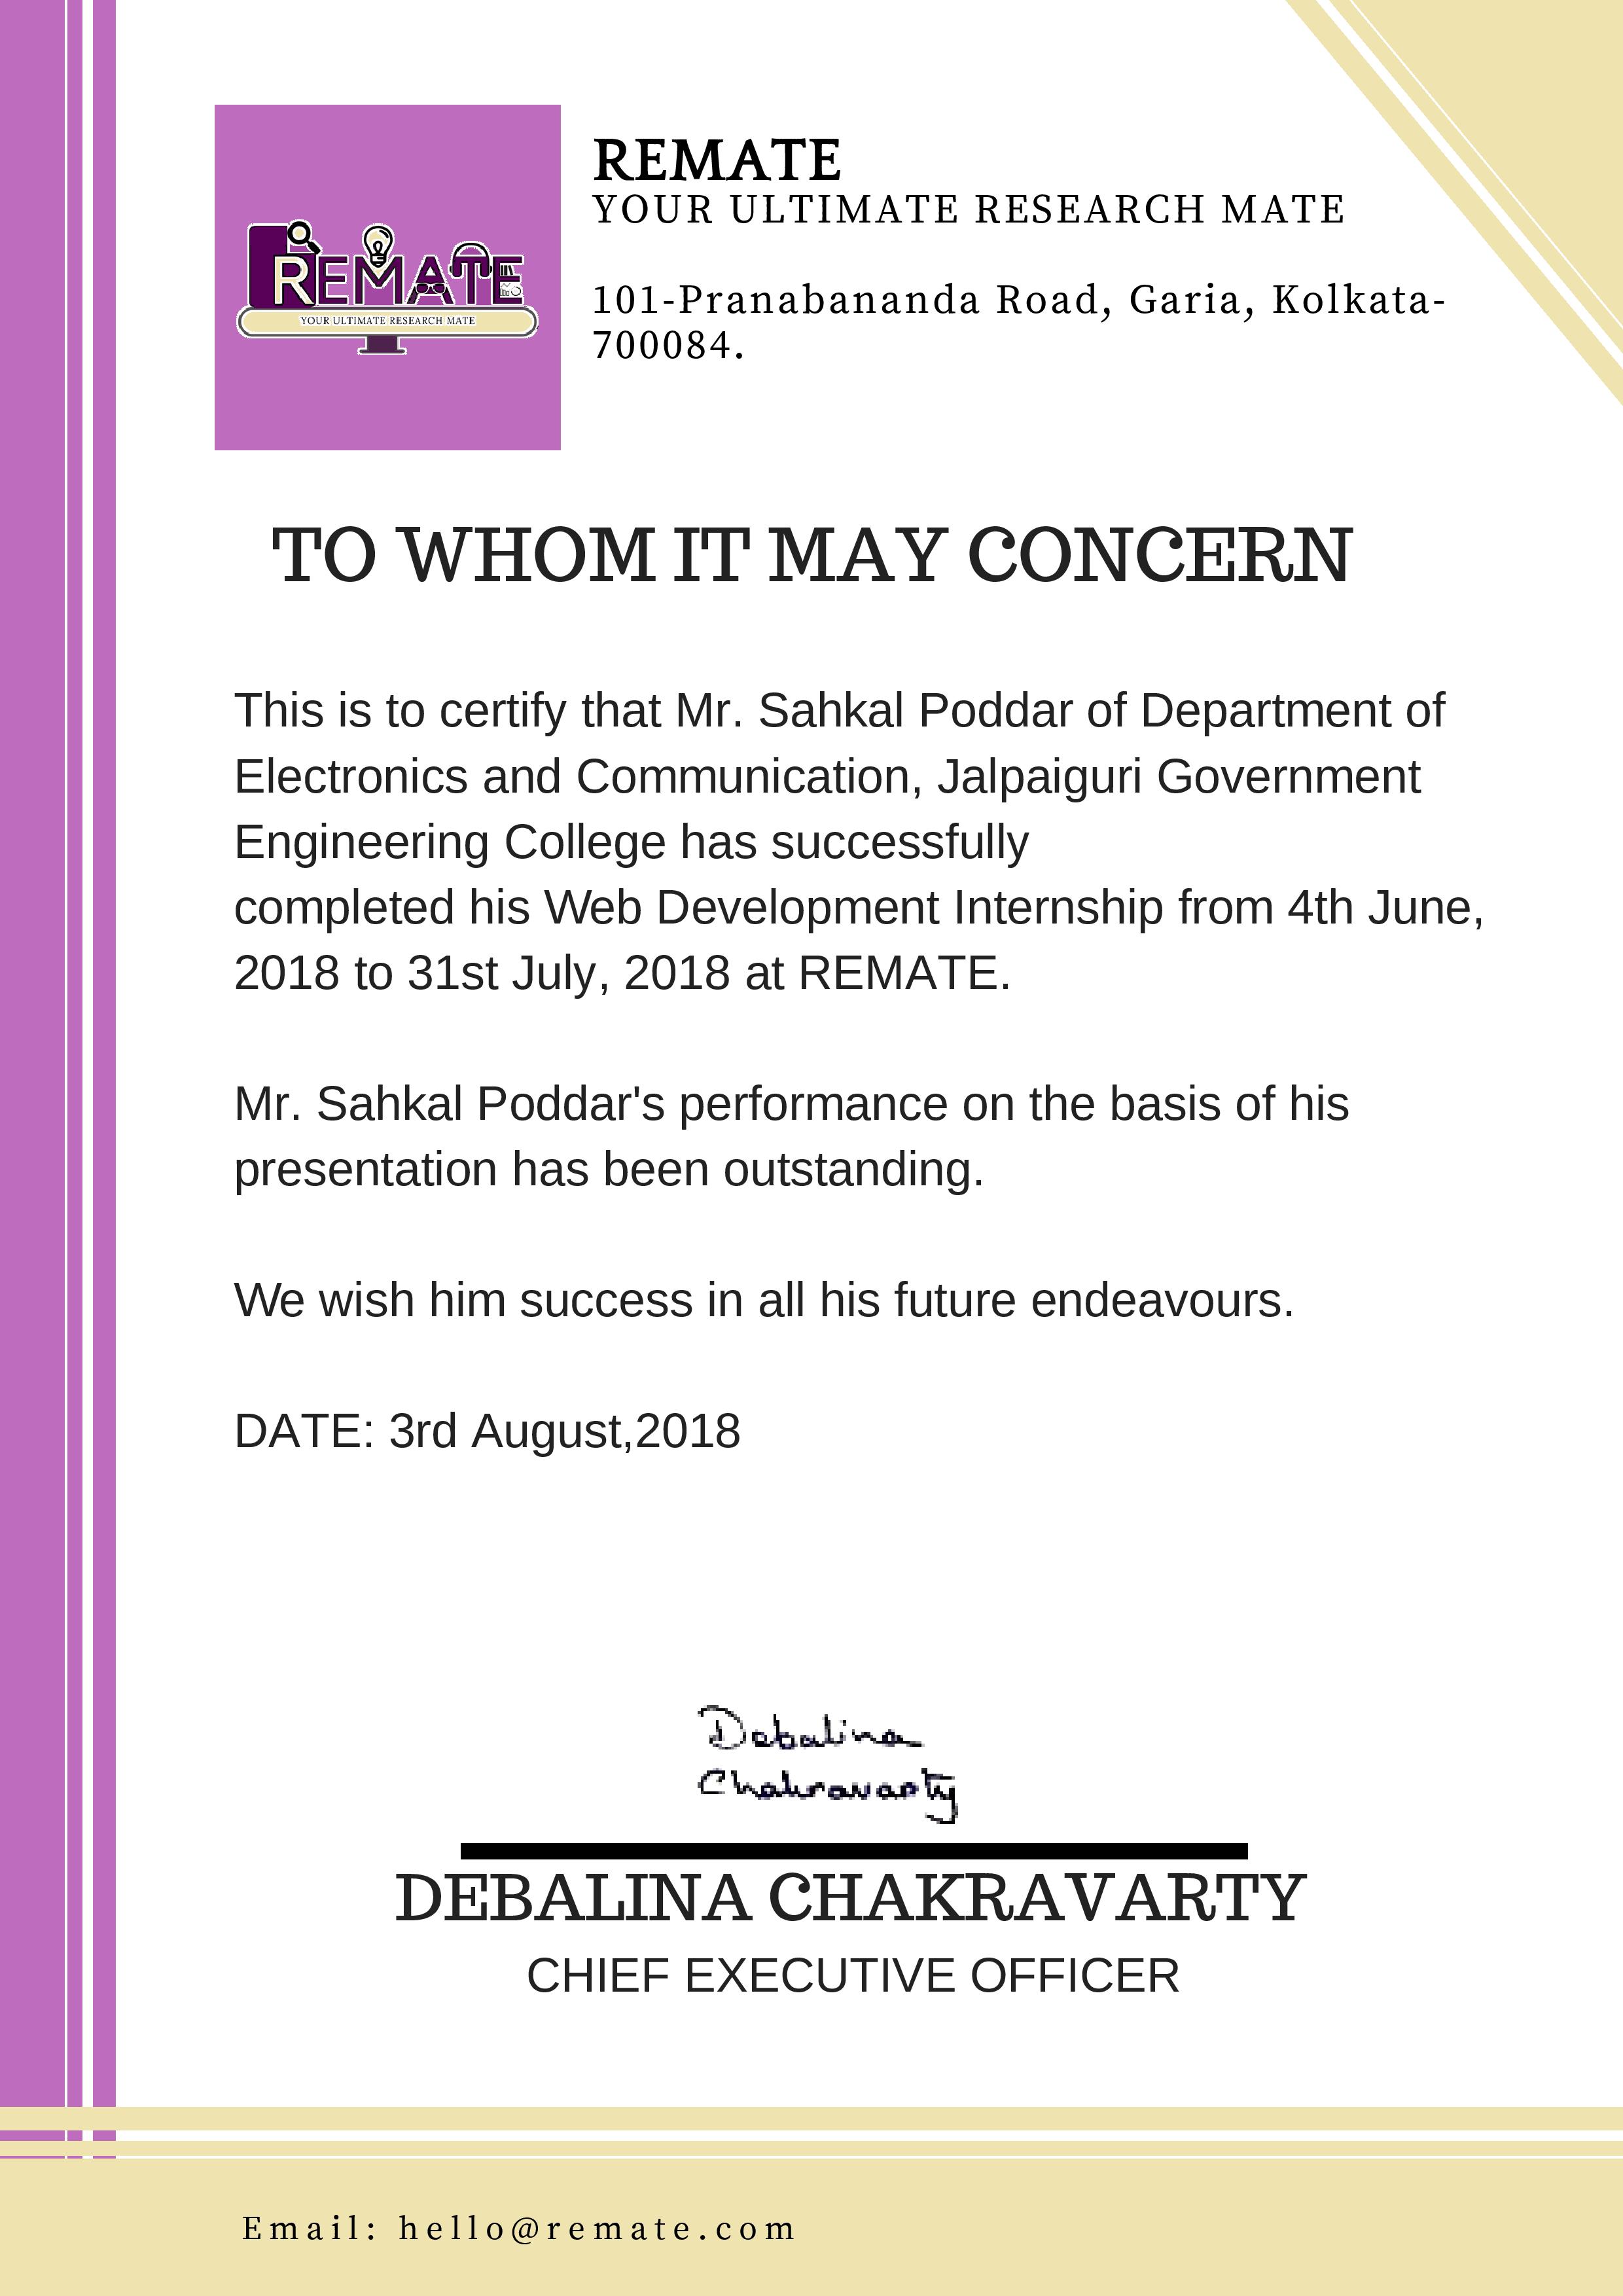 REMATE
YOUR ULTIMATE RESEARCH MATE
REMATE
YOUR ULTIMATE RESEARCH MATE
101-Pranabananda Road, Garia, Kolkata-
700084.
TO WHOM IT MAY CONCERN
This is to certify that Mr. Sahkal Poddar of Department of
Electronics and Communication, Jalpaiguri Government
Engineering College has successfully
completed his Web Development Internship from 4th June,
2018 to 31st July, 2018 at REMATE.
Mr. Sahkal Poddar's performance on the basis of his
presentation has been outstanding.
We wish him success in all his future endeavours.
DATE: 3rd August,2018
Debalina
Chakravarty
DEBALINA CHAKRAVARTY
CHIEF EXECUTIVE OFFICER
Email: hello@remate.com